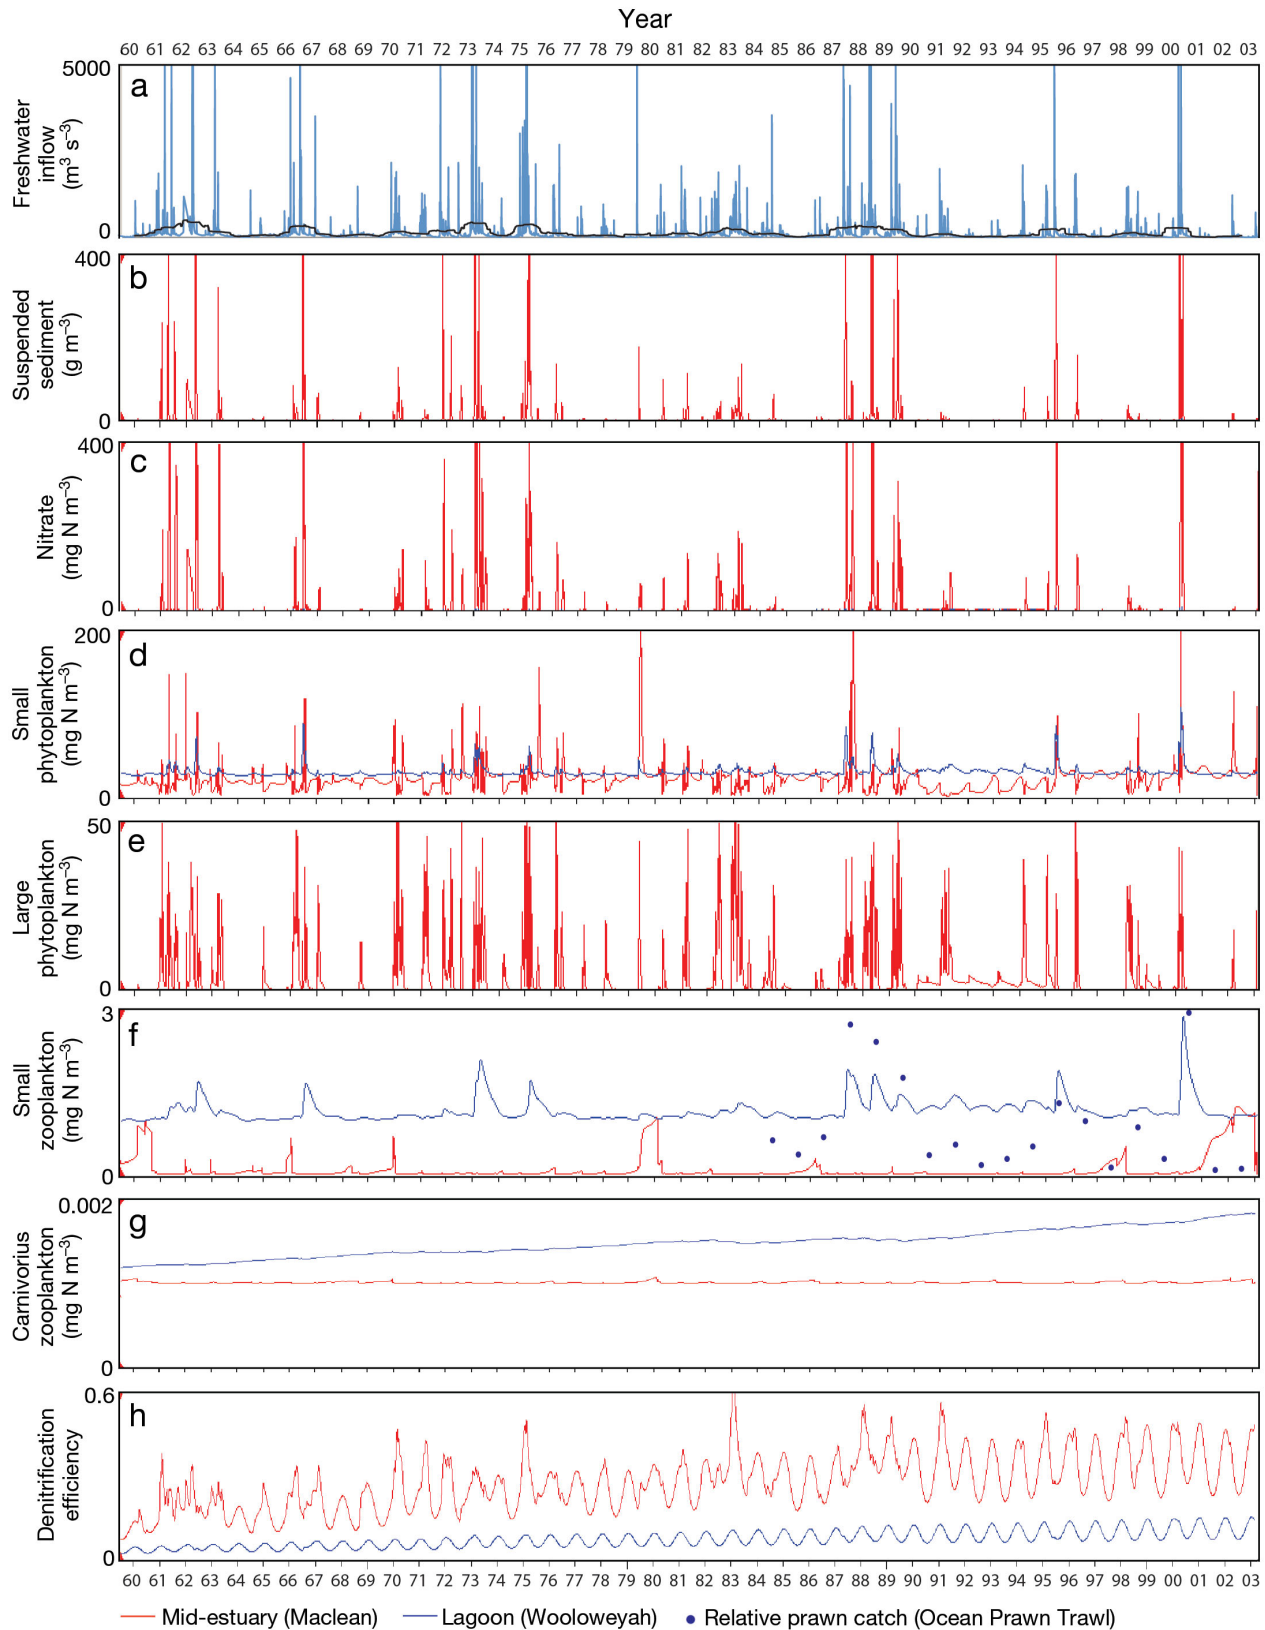 Year
60 61 62 63 64 65 66 67 68 69 70 71 72 73 74 75 76 77 78 79 80 81 82 83 84 85 86 87 88 89 90 91 92 93 94 95 96 97 98 99 00 01 02 03
a
5000
0
Freshwater
inflow
(m³ s⁻³)
b
400
0
Suspended
sediment
(g m⁻³)
c
400
0
Nitrate
(mg N m⁻³)
d
200
0
Small
phytoplankton
(mg N m⁻³)
e
50
0
Large
phytoplankton
(mg N m⁻³)
f
3
0
Small
zooplankton
(mg N m⁻³)
g
0.002
0
Carnivorius
zooplankton
(mg N m⁻³)
h
0.6
0
Denitrification
efficiency
60 61 62 63 64 65 66 67 68 69 70 71 72 73 74 75 76 77 78 79 80 81 82 83 84 85 86 87 88 89 90 91 92 93 94 95 96 97 98 99 00 01 02 03
Mid-estuary (Maclean) Lagoon (Wooloweyah) Relative prawn catch (Ocean Prawn Trawl)